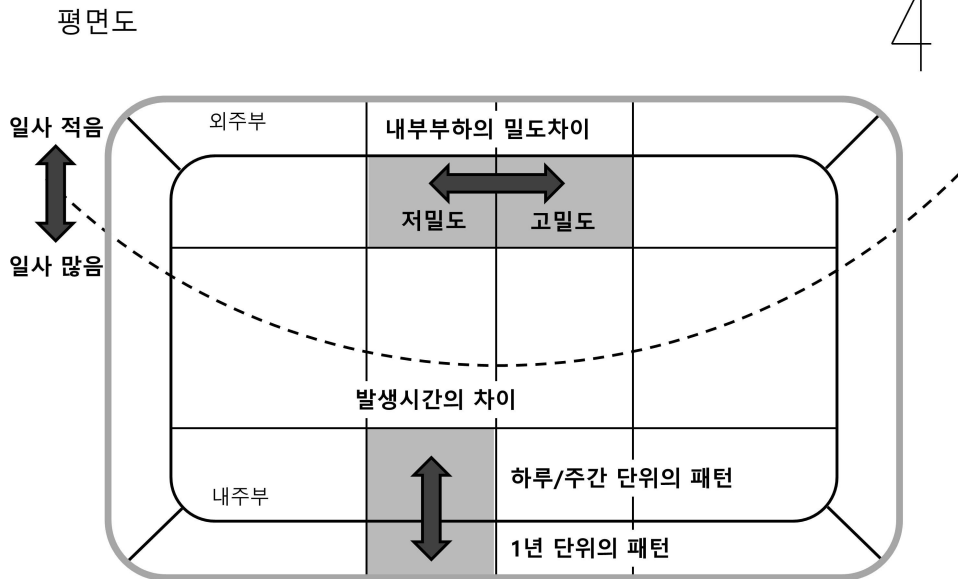 평면도
일사 적음
외주부
내부부하의 밀도차이
저밀도
고밀도
일사 많음
발생시간의 차이
하루/주간 단위의 패턴
내주부
1년 단위의 패턴